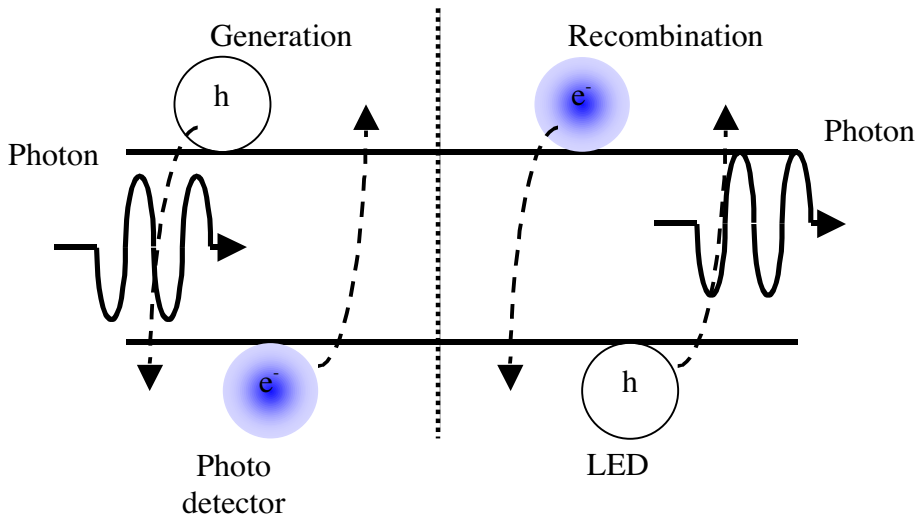 Generation
Recombination
h
e-
Photon
Photon
e-
h
Photo
detector
LED